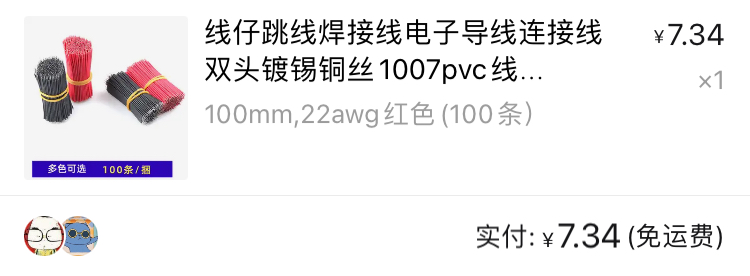 线仔跳线焊接线电子导线连接线
¥7.34
双头镀锡铜丝1007pvc线...
×1
100mm,22awg红色(100条)
多色可选 100条/捆
实付: ¥7.34 (免运费)